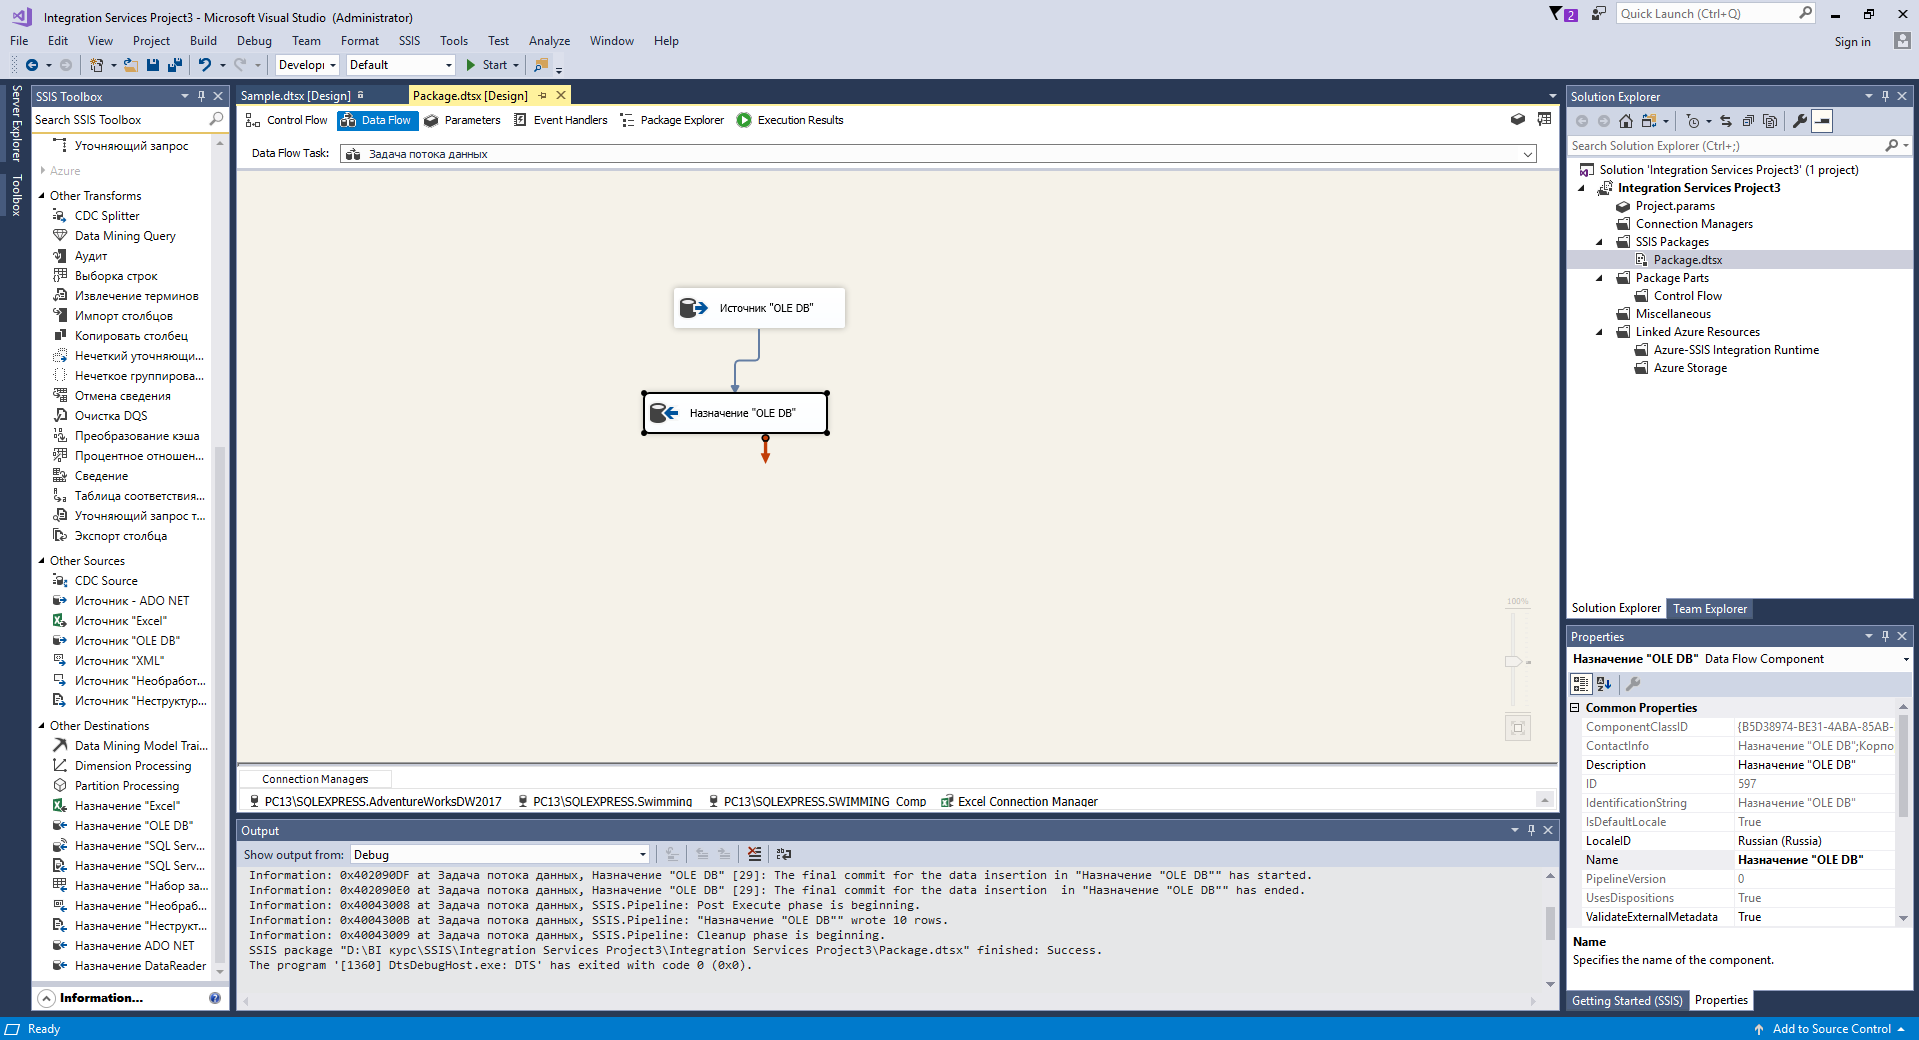 Integration Services Project3 - Microsoft Visual Studio (Administrator)
2
Quick Launch (Ctrl+Q)
File Edit View Project Build Debug Team Format SSIS Tools Test Analyze Window Help
Sign in
Developi Default Start
Server Explorer
Toolbox
SSIS Toolbox
Search SSIS Toolbox
Уточняющий запрос
Azure
Other Transforms
CDC Splitter
Data Mining Query
Аудит
Выборка строк
Извлечение терминов
Импорт столбцов
Копировать столбец
Нечеткий уточняющи...
Нечеткое группирова...
Отмена сведения
Очистка DQS
Преобразование кэша
Процентное отношен...
Сведение
Таблица соответствия...
Уточняющий запрос т...
Экспорт столбца
Other Sources
CDC Source
Источник - ADO NET
Источник "Excel"
Источник "OLE DB"
Источник "XML"
Источник "Необработ...
Источник "Неструктур...
Other Destinations
Data Mining Model Trai...
Dimension Processing
Partition Processing
Назначение "Excel"
Назначение "OLE DB"
Назначение "SQL Serv...
Назначение "SQL Serv...
Назначение "Набор за...
Назначение "Необраб...
Назначение "Неструкт...
Назначение ADO NET
Назначение DataReader
Information...
Sample.dtsx [Design] Package.dtsx [Design]
Control Flow Data Flow Parameters Event Handlers Package Explorer Execution Results
Data Flow Task: Задача потока данных
Источник "OLE DB"
Назначение "OLE DB"
100%
Connection Managers
PC13\SQLEXPRESS.AdventureWorksDW2017 PC13\SQLEXPRESS.Swimming PC13\SQLEXPRESS.SWIMMING_Comp Excel Connection Manager
Output
Show output from: Debug
Information: 0x402090DF at Задача потока данных, Назначение "OLE DB" [29]: The final commit for the data insertion in "Назначение "OLE DB"" has started.
Information: 0x402090E0 at Задача потока данных, Назначение "OLE DB" [29]: The final commit for the data insertion  in "Назначение "OLE DB"" has ended.
Information: 0x40043008 at Задача потока данных, SSIS.Pipeline: Post Execute phase is beginning.
Information: 0x4004300B at Задача потока данных, SSIS.Pipeline: "Назначение "OLE DB"" wrote 10 rows.
Information: 0x40043009 at Задача потока данных, SSIS.Pipeline: Cleanup phase is beginning.
SSIS package "D:\BI курс\SSIS\Integration Services Project3\Integration Services Project3\Package.dtsx" finished: Success.
The program '[1360] DtsDebugHost.exe: DTS' has exited with code 0 (0x0).
Solution Explorer
Search Solution Explorer (Ctrl+;)
Solution 'Integration Services Project3' (1 project)
Integration Services Project3
Project.params
Connection Managers
SSIS Packages
Package.dtsx
Package Parts
Control Flow
Miscellaneous
Linked Azure Resources
Azure-SSIS Integration Runtime
Azure Storage
Solution Explorer Team Explorer
Properties
Назначение "OLE DB" Data Flow Component
Common Properties
ComponentClassID {B5D38974-BE31-4ABA-85AB-
ContactInfo Назначение "OLE DB";Корпо
Description Назначение "OLE DB"
ID 597
IdentificationString Назначение "OLE DB"
IsDefaultLocale True
LocaleID Russian (Russia)
Name Назначение "OLE DB"
PipelineVersion 0
UsesDispositions True
ValidateExternalMetadata True
Name
Specifies the name of the component.
Getting Started (SSIS) Properties
Ready
Add to Source Control